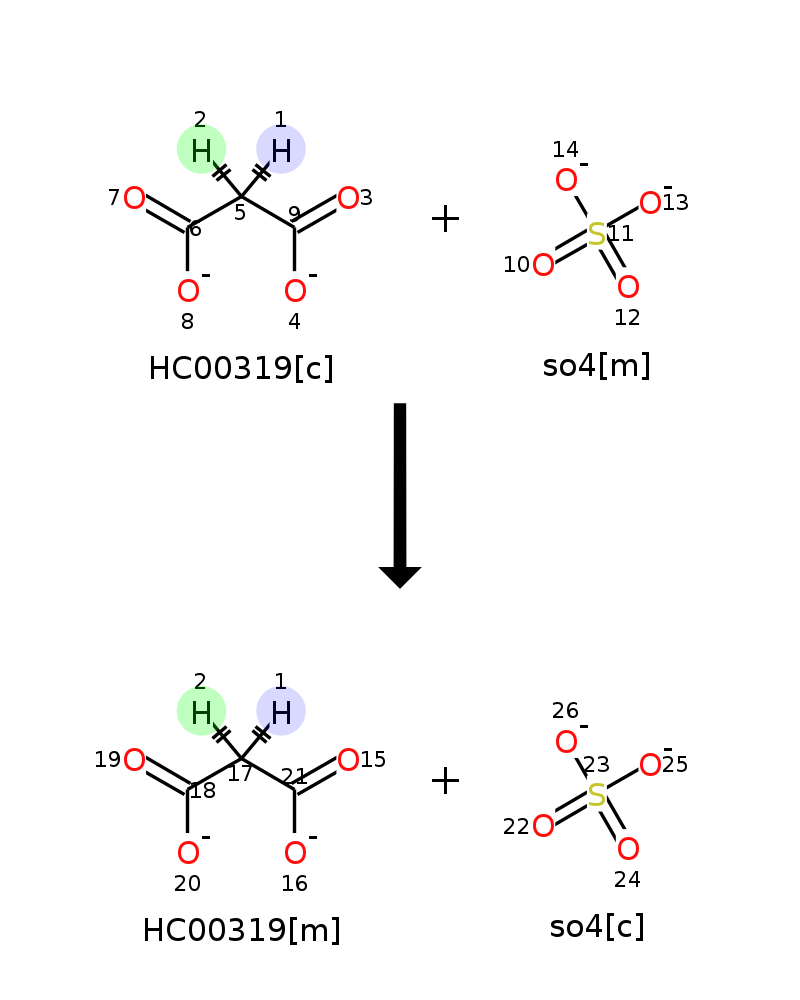 2 1
H H
7 O 5 9 O 3
6
O- O-
8 4
HC00319[c]
+
14
O-
O- 13
S 11
10 O
O
12
so4[m]
2 1
H H
19 O 17 21 O 15
18
O- O-
20 16
HC00319[m]
+
26
O-
23 O- 25
S
22 O
O
24
so4[c]